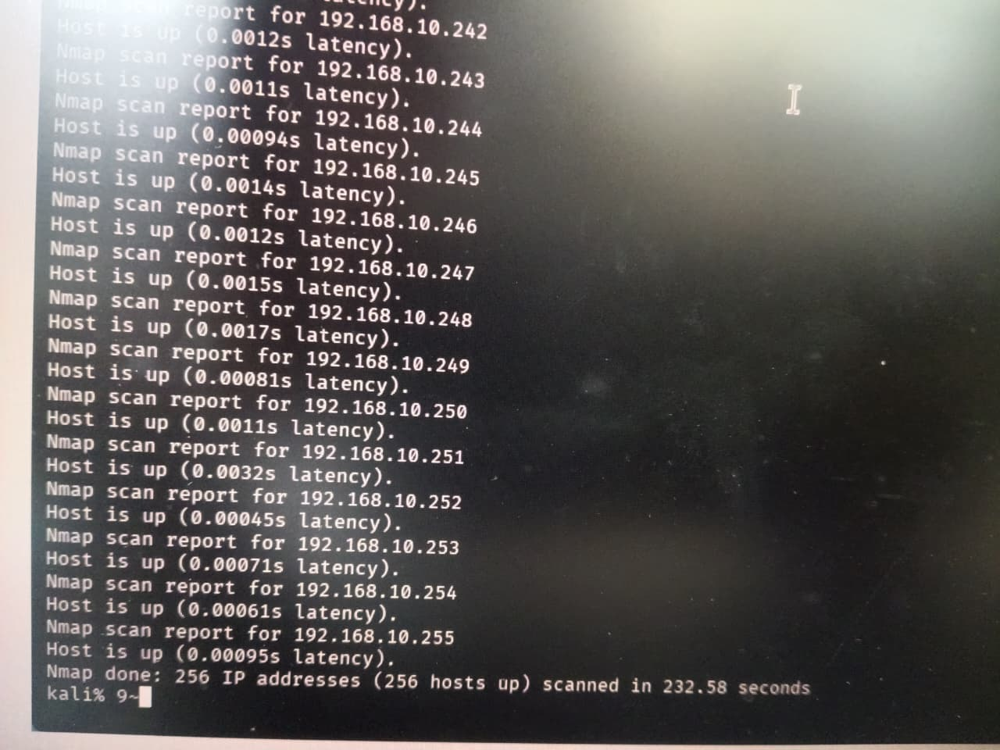 latency).
Nmap scan report for 192.168.10.242
Host is up (0.0012s latency).
Nmap scan report for 192.168.10.243
Host is up (0.0011s latency).
Nmap scan report for 192.168.10.244
Host is up (0.00094s latency).
Nmap scan report for 192.168.10.245
Host is up (0.0014s latency).
Nmap scan report for 192.168.10.246
Host is up (0.0012s latency).
Nmap scan report for 192.168.10.247
Host is up (0.0015s latency).
Nmap scan report for 192.168.10.248
Host is up (0.0017s latency).
Nmap scan report for 192.168.10.249
Host is up (0.00081s latency).
Nmap scan report for 192.168.10.250
Host is up (0.0011s latency).
Nmap scan report for 192.168.10.251
Host is up (0.0032s latency).
Nmap scan report for 192.168.10.252
Host is up (0.00045s latency).
Nmap scan report for 192.168.10.253
Host is up (0.00071s latency).
Nmap scan report for 192.168.10.254
Host is up (0.00061s latency).
Nmap scan report for 192.168.10.255
Host is up (0.00095s latency).
Nmap done: 256 IP addresses (256 hosts up) scanned in 232.58 seconds
kali% 9~